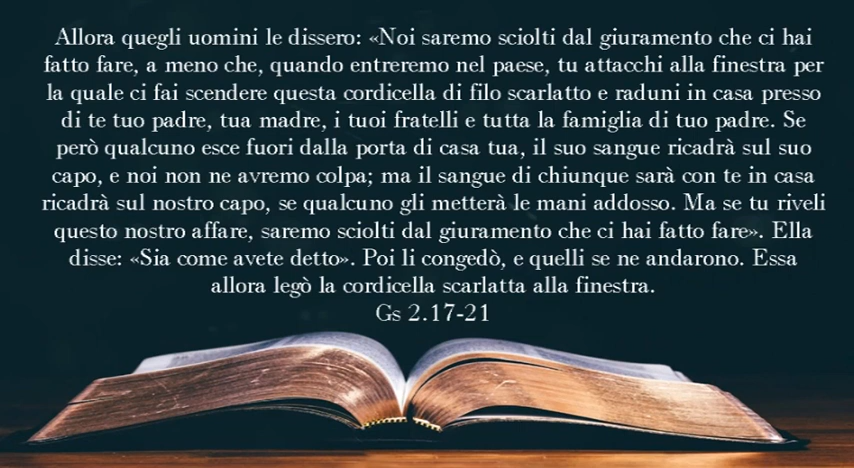 Allora quegli uomini le dissero: «Noi saremo sciolti dal giuramento che ci hai
fatto fare, a meno che, quando entreremo nel paese, tu attacchi alla finestra per
la quale ci fai scendere questa cordicella di filo scarlatto e raduni in casa presso
di te tuo padre, tua madre, i tuoi fratelli e tutta la famiglia di tuo padre. Se
però qualcuno esce fuori dalla porta di casa tua, il suo sangue ricadrà sul suo
capo, e noi non ne avremo colpa; ma il sangue di chiunque sarà con te in casa
ricadrà sul nostro capo, se qualcuno gli metterà le mani addosso. Ma se tu riveli
questo nostro affare, saremo sciolti dal giuramento che ci hai fatto fare». Ella
disse: «Sia come avete detto». Poi li congedò, e quelli se ne andarono. Essa
allora legò la cordicella scarlatta alla finestra.
Gs 2.17-21